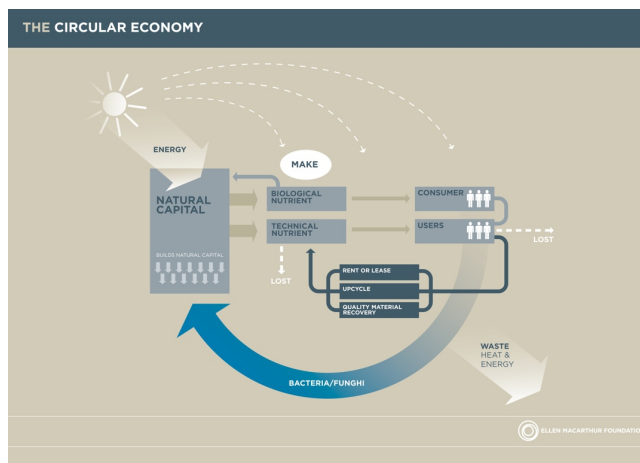 THE CIRCULAR ECONOMY
ENERGY
MAKE
NATURAL
CAPITAL
BIOLOGICAL
NUTRIENT
CONSUMER
TECHNICAL
NUTRIENT
USERS
LOST
BUILDS NATURAL CAPITAL
LOST
RENT OR LEASE
UPCYCLE
QUALITY MATERIAL
RECOVERY
WASTE
HEAT &
ENERGY
BACTERIA/FUNGHI
ELLEN MACARTHUR FOUNDATIO